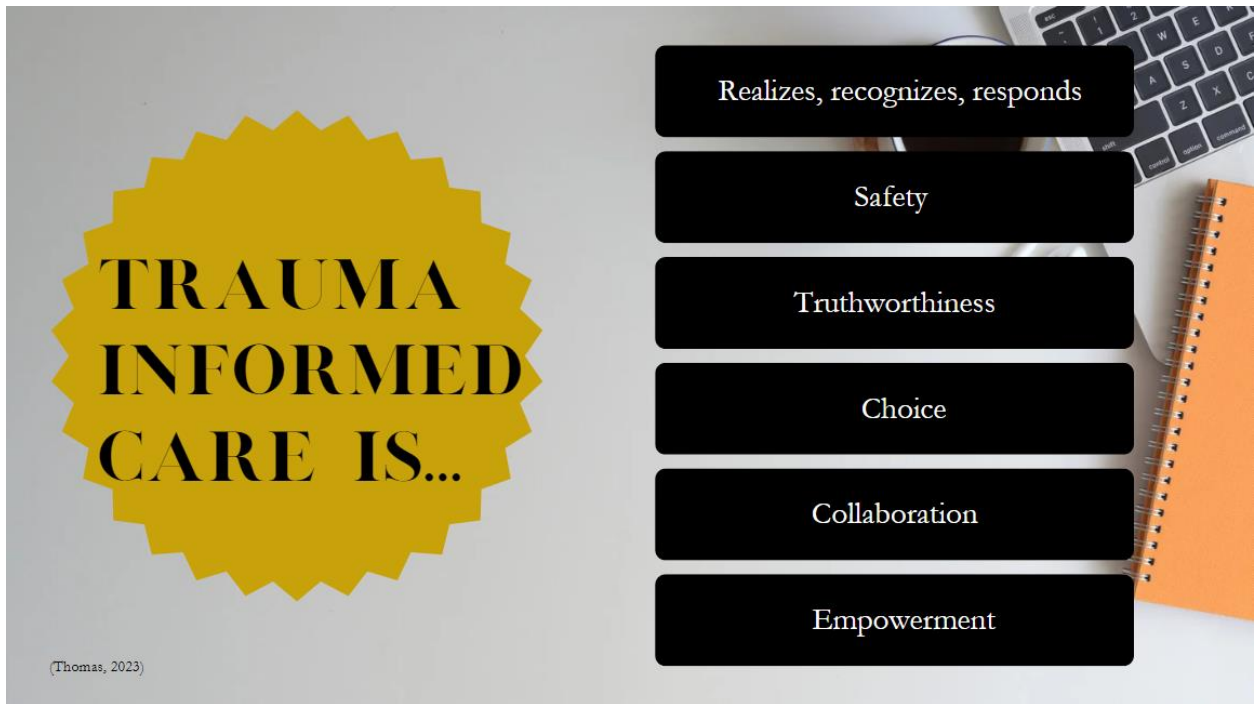 TRAUMA
INFORMED
CARE IS...
Realizes, recognizes, responds
Safety
Truthworthiness
Choice
Collaboration
Empowerment
(Thomas, 2023)